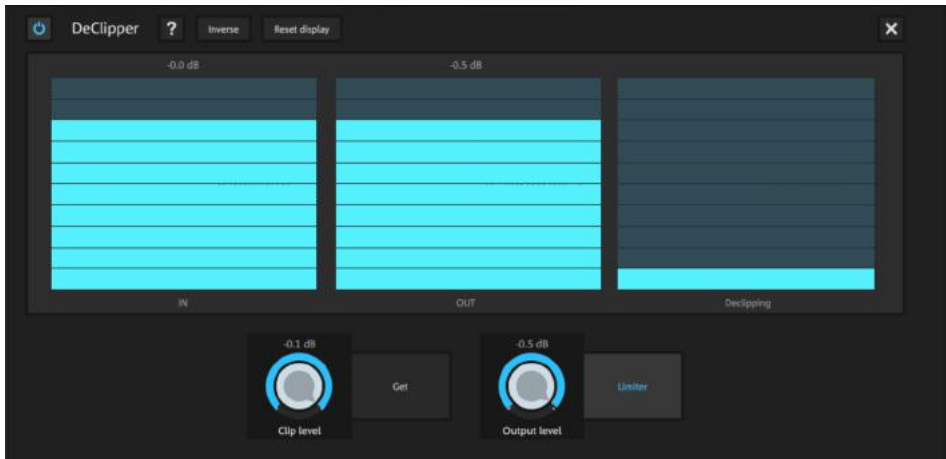 DeClipper ? Inverse Reset display
-0.0 dB -0.5 dB
IN OUT Declipping
-0.1 dB -0.5 dB
Get Limiter
Clip level Output level